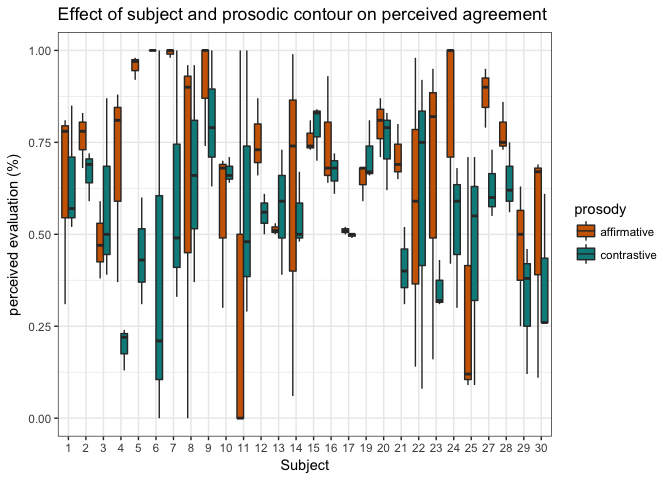 Effect of subject and prosodic contour on perceived agreement
perceived evaluation (%)
1.00
0.75
0.50
0.25
0.00
1 2 3 4 5 6 7 8 9 10 11 12 13 14 15 16 17 19 20 21 22 23 24 25 27 28 29 30
Subject
prosody
affirmative
contrastive